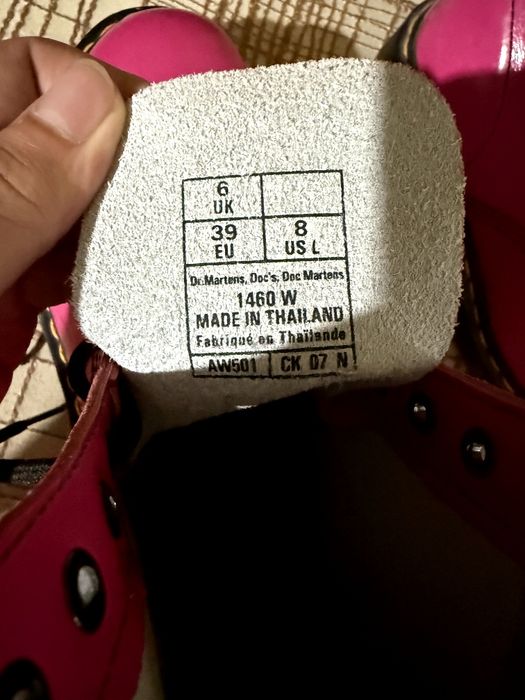 6
UK
39 8
EU US L
Dr.Martens, Doc's, Doc Martens
1460 W
MADE IN THAILAND
Fabriqué en Thaïlande
AW501 CK 07 N